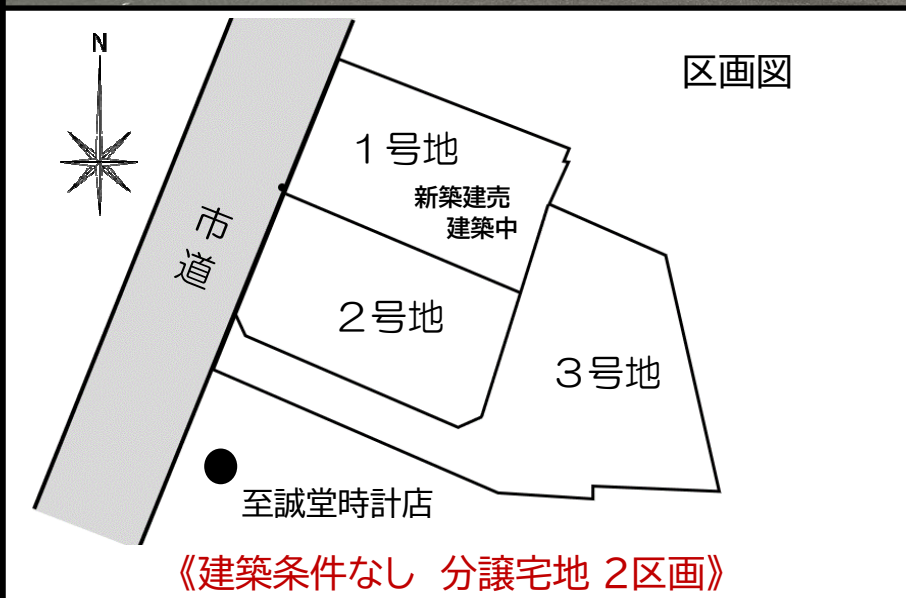 N
区画図
1号地
新築建売
建築中
市道
2号地
3号地
至誠堂時計店
《建築条件なし 分譲宅地 2区画》